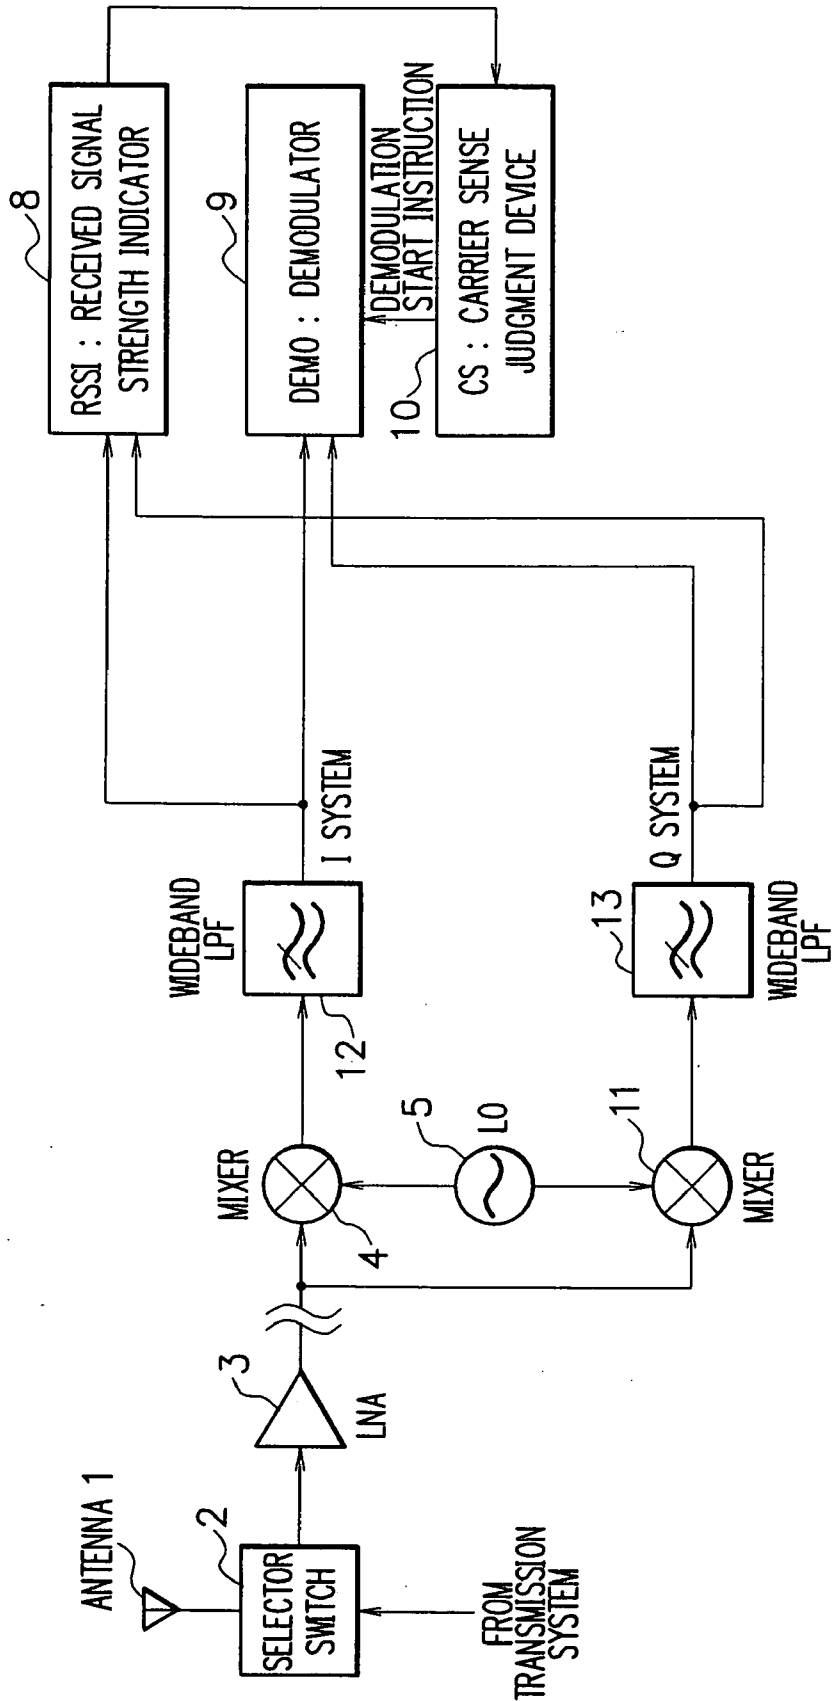 ANTENNA 1
2
SELECTOR
SWITCH
FROM
TRANSMISSION
SYSTEM
3
LNA
MIXER
4
5
LO
11
MIXER
WIDEBAND
LPF
12
I SYSTEM
13
Q SYSTEM
WIDEBAND
LPF
8
RSSI : RECEIVED SIGNAL
STRENGTH INDICATOR
9
DEMO : DEMODULATOR
DEMODULATION
START INSTRUCTION
10
CS : CARRIER SENSE
JUDGMENT DEVICE